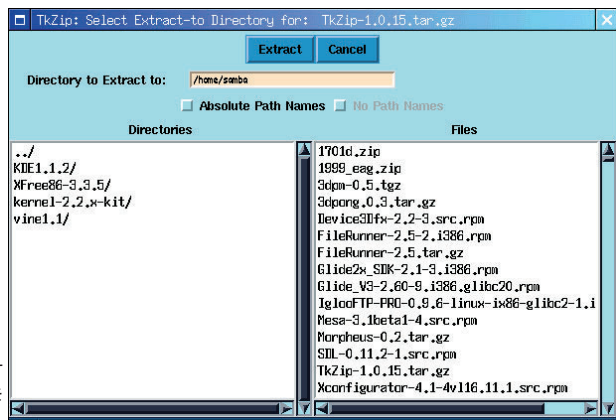 TkZip: Select Extract-to Directory for: TkZip-1.0.15.tar.gz
Extract Cancel
Directory to Extract to: /home/samba
Absolute Path Names No Path Names
Directories
../
KDE1.1.2/
XFree86-3.3.5/
kernel-2.2.x-kit/
vine1.1/
Files
1701d.zip
1999_eag.zip
3dpm-0.5.tgz
3dpong.0.3.tar.gz
Device3Dfx-2.2-3.src.rpm
FileRunner-2.5-2.i386.rpm
FileRunner-2.5.tar.gz
Glide2x_SDK-2.1-3.i386.rpm
Glide_V3-2.60-9.i386.glibc20.rpm
IglooFTP-PRO-0.9.6-linux-ix86-glibc2-1.i
Mesa-3.1beta1-4.src.rpm
Morpheus-0.2.tar.gz
SDL-0.11.2-1.src.rpm
TkZip-1.0.15.tar.gz
Xconfigurator-4.1-4vl16.11.1.src.rpm